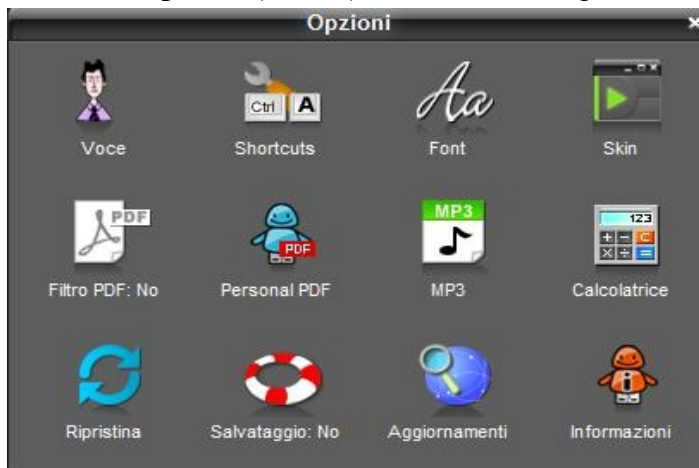 Opzioni
Ctrl A
Aa
Voce Shortcuts Font Skin
PDF
PDF
MP3
123
+ - C
× ÷ =
Filtro PDF: No Personal PDF MP3 Calcolatrice
i
Ripristina Salvataggio: No Aggiornamenti Informazioni